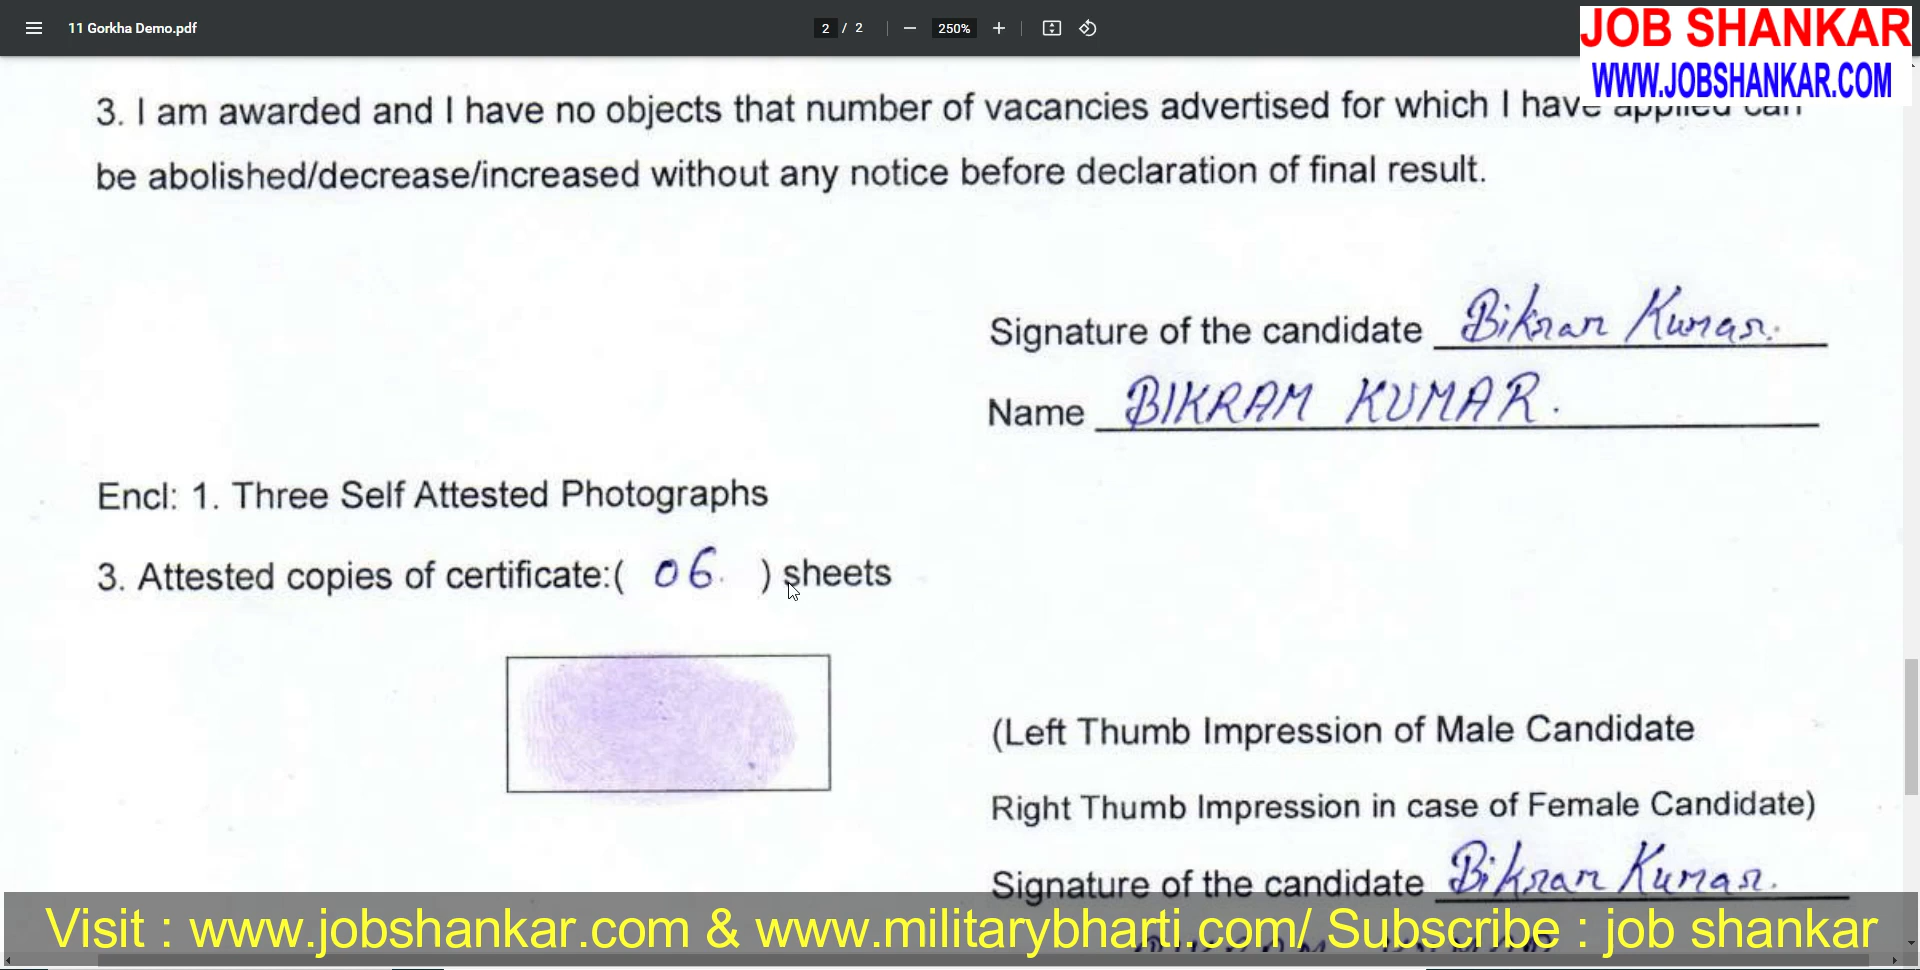 11 Gorkha Demo.pdf
2 / 2
250%
JOB SHANKAR
WWW.JOBSHANKAR.COM
3. I am awarded and I have no objects that number of vacancies advertised for which I have applied can
be abolished/decrease/increased without any notice before declaration of final result.
Signature of the candidate Bikram Kumar.
Name BIKRAM KUMAR.
Encl: 1. Three Self Attested Photographs
3. Attested copies of certificate:( 06. ) sheets
(Left Thumb Impression of Male Candidate
Right Thumb Impression in case of Female Candidate)
Signature of the candidate Bikram Kumar.
Visit : www.jobshankar.com & www.militarybharti.com/ Subscribe : job shankar